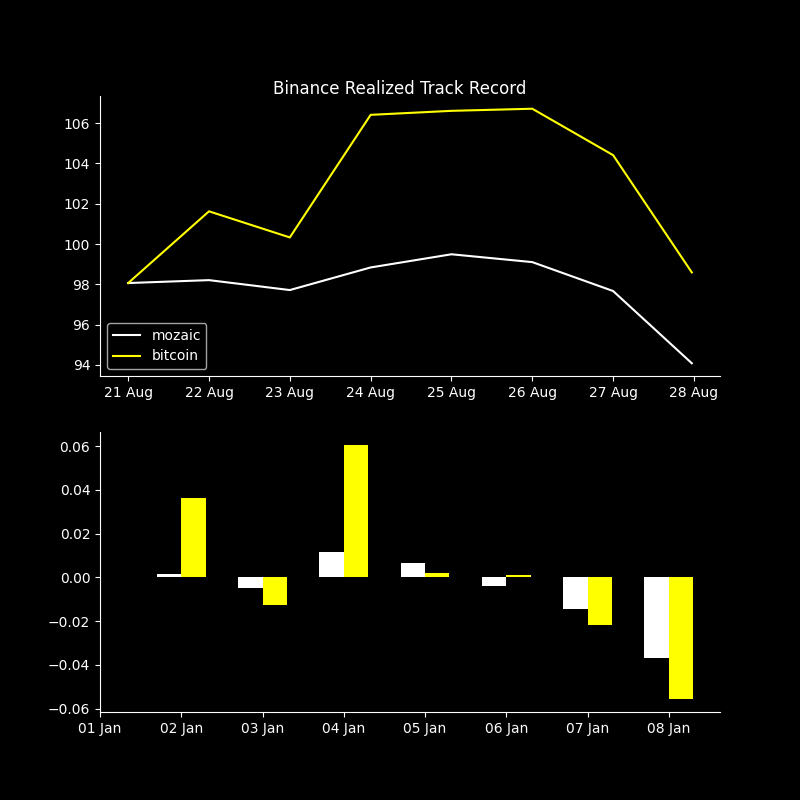 Binance Realized Track Record
106
104
102
100
98
96
94
mozaic
bitcoin
21 Aug 22 Aug 23 Aug 24 Aug 25 Aug 26 Aug 27 Aug 28 Aug
0.06
0.04
0.02
0.00
−0.02
−0.04
−0.06
01 Jan 02 Jan 03 Jan 04 Jan 05 Jan 06 Jan 07 Jan 08 Jan